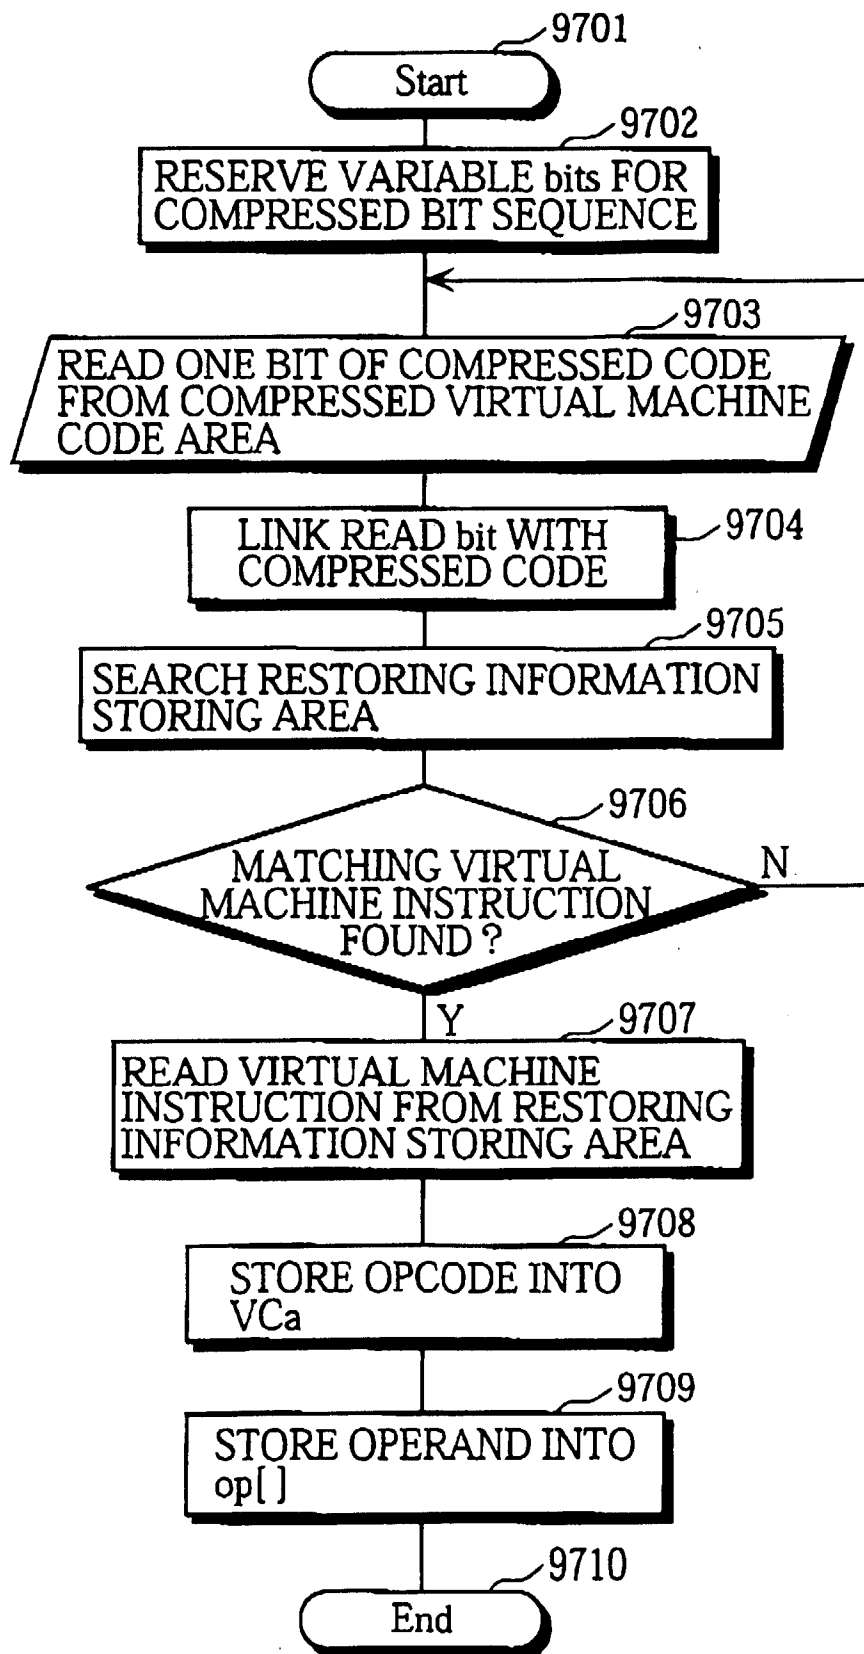 9701
Start
9702
RESERVE VARIABLE bits FOR
COMPRESSED BIT SEQUENCE
9703
READ ONE BIT OF COMPRESSED CODE
FROM COMPRESSED VIRTUAL MACHINE
CODE AREA
9704
LINK READ bit WITH
COMPRESSED CODE
9705
SEARCH RESTORING INFORMATION
STORING AREA
9706
MATCHING VIRTUAL
MACHINE INSTRUCTION
FOUND ?
N
Y
9707
READ VIRTUAL MACHINE
INSTRUCTION FROM RESTORING
INFORMATION STORING AREA
9708
STORE OPCODE INTO
VCa
9709
STORE OPERAND INTO
op[ ]
9710
End